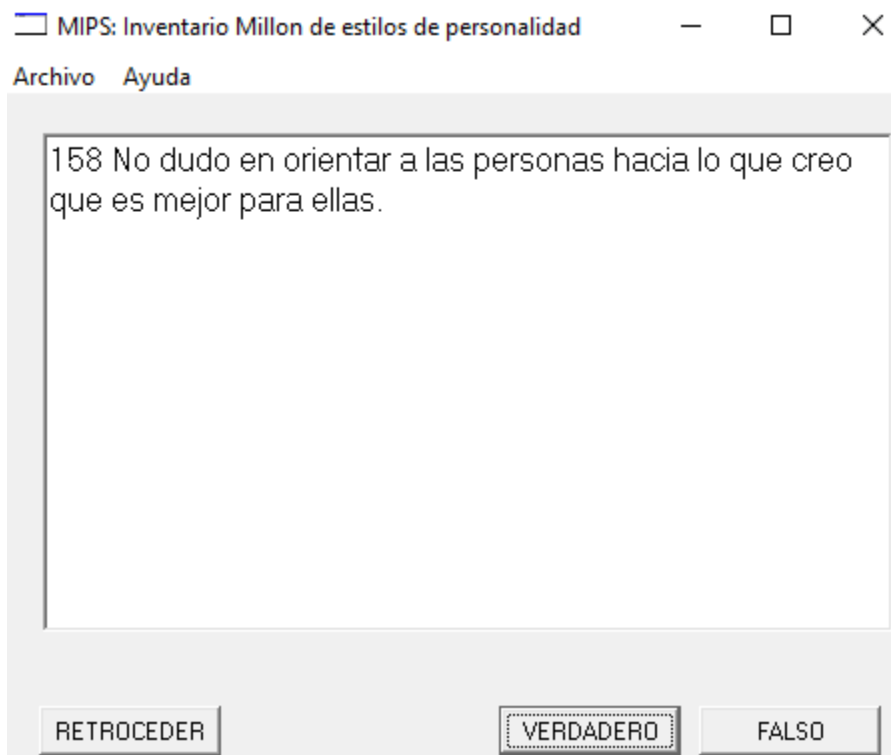 MIPS: Inventario Millon de estilos de personalidad
Archivo Ayuda
158 No dudo en orientar a las personas hacia lo que creo
que es mejor para ellas.
RETROCEDER VERDADERO FALSO